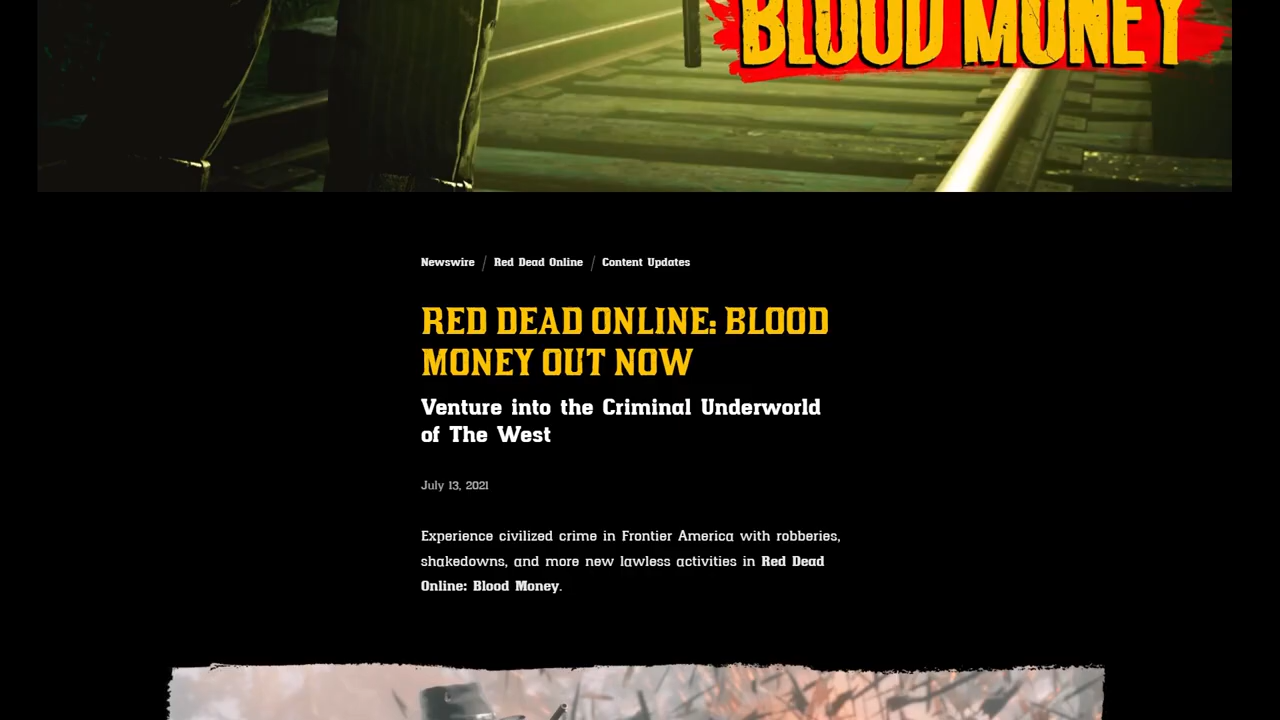 BLOOD MONEY
Newswire / Red Dead Online / Content Updates
RED DEAD ONLINE: BLOOD
MONEY OUT NOW
Venture into the Criminal Underworld
of The West
July 13, 2021
Experience civilized crime in Frontier America with robberies,
shakedowns, and more new lawless activities in Red Dead
Online: Blood Money.